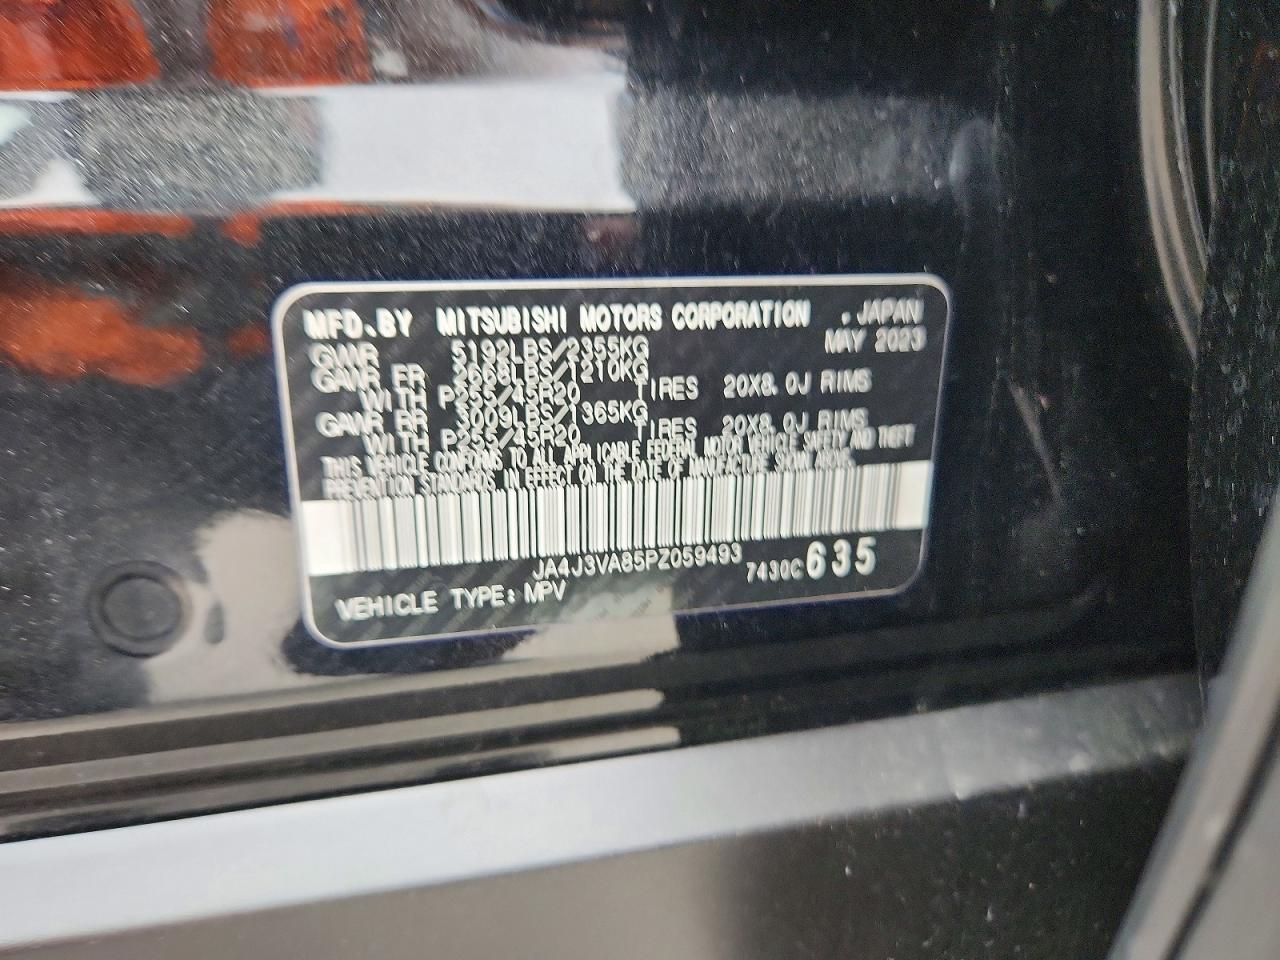 MFD.BY MITSUBISHI MOTORS CORPORATION .JAPAN
GVWR 5192LBS/2355KG MAY 2023
GAWR FR 2668LBS/1210KG
WITH P255/45R20 TIRES 20X8.0J RIMS
GAWR RR 3009LBS/1365KG
WITH P255/45R20 TIRES 20X8.0J RIMS
THIS VEHICLE CONFORMS TO ALL APPLICABLE FEDERAL MOTOR VEHICLE SAFETY AND THEFT
PREVENTION STANDARDS IN EFFECT ON THE DATE OF MANUFACTURE SHOWN ABOVE.
JA4J3VA85PZ059493 7430C635
VEHICLE TYPE: MPV